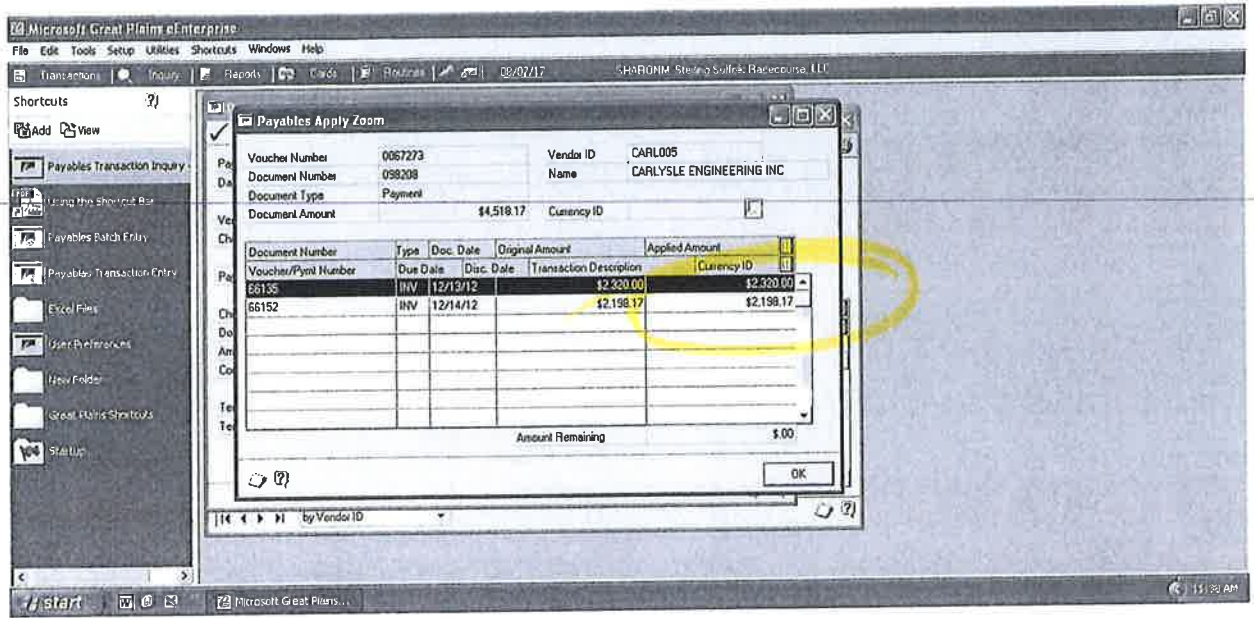 Microsoft Great Plains eEnterprise
File Edit Tools Setup Utilities Shortcuts Windows Help
Transactions Inquiry Reports Cards Routines 08/07/17 SHARONM Sterling Suffolk Racecourse, LLC
Shortcuts
Add View
Payables Transaction Inquiry -
Using the Shortcut Bar
Payables Batch Entry
Payables Transaction Entry
Excel Files
User Preferences
New Folder
Great Plains Shortcuts
Startup
Payables Apply Zoom
Voucher Number 0067273 Vendor ID CARL005
Document Number 098208 Name CARLYSLE ENGINEERING INC
Document Type Payment
Document Amount $4,518.17 Currency ID
Document Number Type Doc. Date Original Amount Applied Amount
Voucher/Pymt Number Due Date Disc. Date Transaction Description Currency ID
66135 INV 12/13/12 $2,320.00 $2,320.00
66152 INV 12/14/12 $2,198.17 $2,198.17
Amount Remaining $.00
OK
by Vendor ID
start Microsoft Great Plains... AM